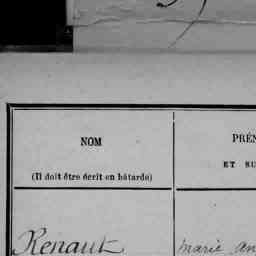 NOM
PRÉN
ET SU
(Il doit être écrit en bâtarde)
Renaut marie an